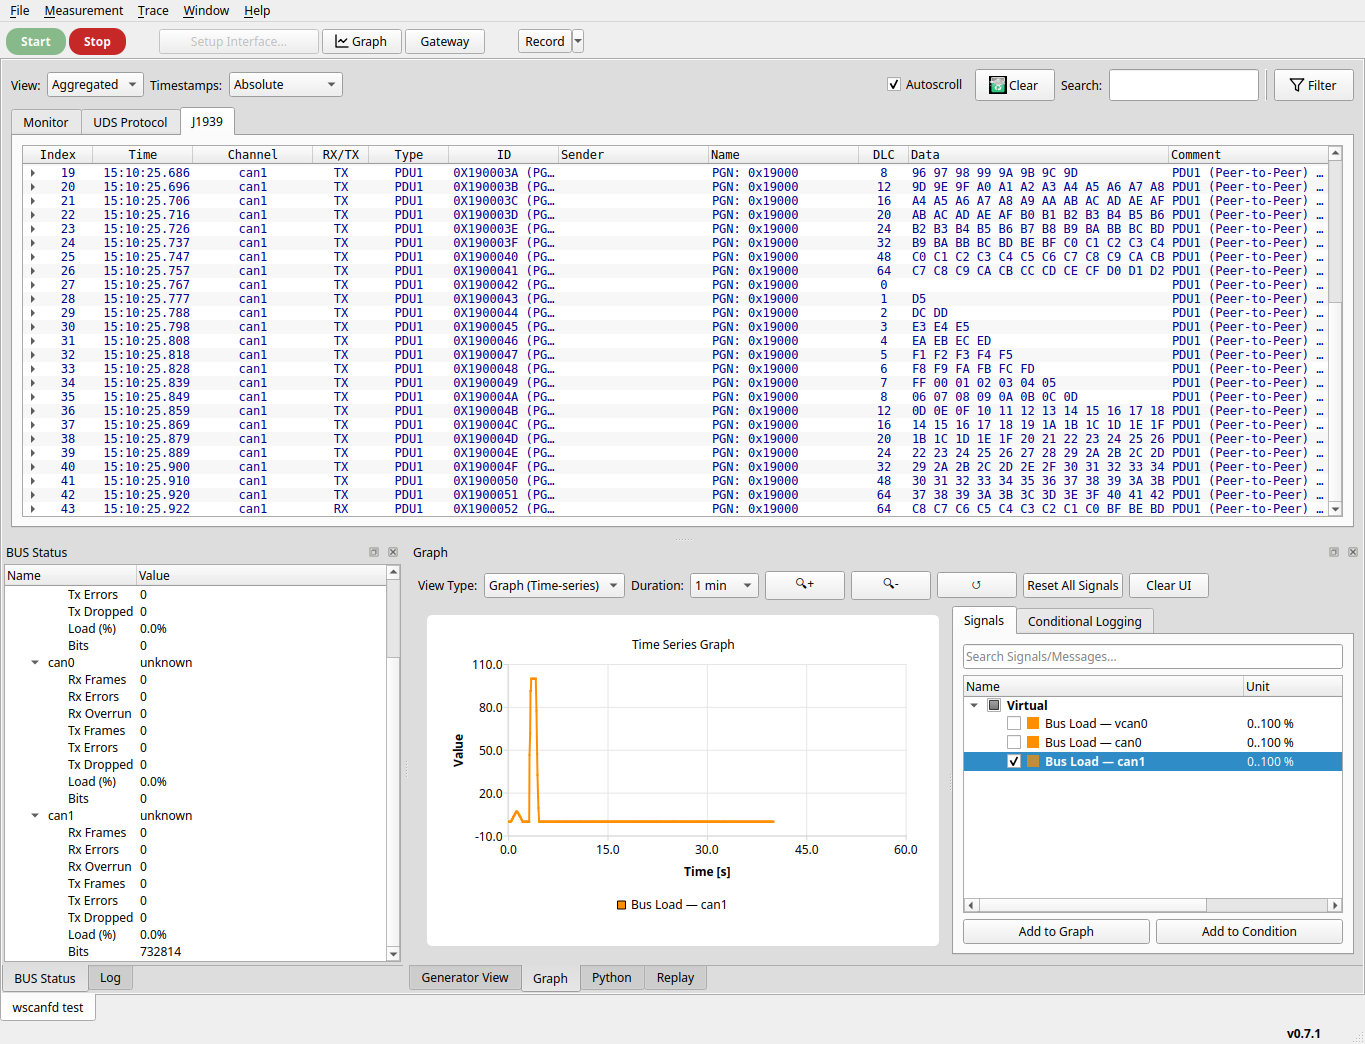 File Measurement Trace Window Help
Start Stop Setup Interface... Graph Gateway Record
View: Aggregated Timestamps: Absolute Autoscroll Clear Search: Filter
Monitor UDS Protocol J1939
Index Time Channel RX/TX Type ID Sender Name DLC Data Comment
19 15:10:25.686 can1 TX PDU1 0X190003A (PG… PGN: 0x19000 8 96 97 98 99 9A 9B 9C 9D PDU1 (Peer-to-Peer) …
20 15:10:25.696 can1 TX PDU1 0X190003B (PG… PGN: 0x19000 12 9D 9E 9F A0 A1 A2 A3 A4 A5 A6 A7 A8 PDU1 (Peer-to-Peer) …
21 15:10:25.706 can1 TX PDU1 0X190003C (PG… PGN: 0x19000 16 A4 A5 A6 A7 A8 A9 AA AB AC AD AE AF PDU1 (Peer-to-Peer) …
22 15:10:25.716 can1 TX PDU1 0X190003D (PG… PGN: 0x19000 20 AB AC AD AE AF B0 B1 B2 B3 B4 B5 B6 PDU1 (Peer-to-Peer) …
23 15:10:25.726 can1 TX PDU1 0X190003E (PG… PGN: 0x19000 24 B2 B3 B4 B5 B6 B7 B8 B9 BA BB BC BD PDU1 (Peer-to-Peer) …
24 15:10:25.737 can1 TX PDU1 0X190003F (PG… PGN: 0x19000 32 B9 BA BB BC BD BE BF C0 C1 C2 C3 C4 PDU1 (Peer-to-Peer) …
25 15:10:25.747 can1 TX PDU1 0X1900040 (PG… PGN: 0x19000 48 C0 C1 C2 C3 C4 C5 C6 C7 C8 C9 CA CB PDU1 (Peer-to-Peer) …
26 15:10:25.757 can1 TX PDU1 0X1900041 (PG… PGN: 0x19000 64 C7 C8 C9 CA CB CC CD CE CF D0 D1 D2 PDU1 (Peer-to-Peer) …
27 15:10:25.767 can1 TX PDU1 0X1900042 (PG… PGN: 0x19000 0 PDU1 (Peer-to-Peer) …
28 15:10:25.777 can1 TX PDU1 0X1900043 (PG… PGN: 0x19000 1 D5 PDU1 (Peer-to-Peer) …
29 15:10:25.788 can1 TX PDU1 0X1900044 (PG… PGN: 0x19000 2 DC DD PDU1 (Peer-to-Peer) …
30 15:10:25.798 can1 TX PDU1 0X1900045 (PG… PGN: 0x19000 3 E3 E4 E5 PDU1 (Peer-to-Peer) …
31 15:10:25.808 can1 TX PDU1 0X1900046 (PG… PGN: 0x19000 4 EA EB EC ED PDU1 (Peer-to-Peer) …
32 15:10:25.818 can1 TX PDU1 0X1900047 (PG… PGN: 0x19000 5 F1 F2 F3 F4 F5 PDU1 (Peer-to-Peer) …
33 15:10:25.828 can1 TX PDU1 0X1900048 (PG… PGN: 0x19000 6 F8 F9 FA FB FC FD PDU1 (Peer-to-Peer) …
34 15:10:25.839 can1 TX PDU1 0X1900049 (PG… PGN: 0x19000 7 FF 00 01 02 03 04 05 PDU1 (Peer-to-Peer) …
35 15:10:25.849 can1 TX PDU1 0X190004A (PG… PGN: 0x19000 8 06 07 08 09 0A 0B 0C 0D PDU1 (Peer-to-Peer) …
36 15:10:25.859 can1 TX PDU1 0X190004B (PG… PGN: 0x19000 12 0D 0E 0F 10 11 12 13 14 15 16 17 18 PDU1 (Peer-to-Peer) …
37 15:10:25.869 can1 TX PDU1 0X190004C (PG… PGN: 0x19000 16 14 15 16 17 18 19 1A 1B 1C 1D 1E 1F PDU1 (Peer-to-Peer) …
38 15:10:25.879 can1 TX PDU1 0X190004D (PG… PGN: 0x19000 20 1B 1C 1D 1E 1F 20 21 22 23 24 25 26 PDU1 (Peer-to-Peer) …
39 15:10:25.889 can1 TX PDU1 0X190004E (PG… PGN: 0x19000 24 22 23 24 25 26 27 28 29 2A 2B 2C 2D PDU1 (Peer-to-Peer) …
40 15:10:25.900 can1 TX PDU1 0X190004F (PG… PGN: 0x19000 32 29 2A 2B 2C 2D 2E 2F 30 31 32 33 34 PDU1 (Peer-to-Peer) …
41 15:10:25.910 can1 TX PDU1 0X1900050 (PG… PGN: 0x19000 48 30 31 32 33 34 35 36 37 38 39 3A 3B PDU1 (Peer-to-Peer) …
42 15:10:25.920 can1 TX PDU1 0X1900051 (PG… PGN: 0x19000 64 37 38 39 3A 3B 3C 3D 3E 3F 40 41 42 PDU1 (Peer-to-Peer) …
43 15:10:25.922 can1 RX PDU1 0X1900052 (PG… PGN: 0x19000 64 C8 C7 C6 C5 C4 C3 C2 C1 C0 BF BE BD PDU1 (Peer-to-Peer) …
BUS Status
Name Value
Tx Errors 0
Tx Dropped 0
Load (%) 0.0%
Bits 0
can0 unknown
Rx Frames 0
Rx Errors 0
Rx Overrun 0
Tx Frames 0
Tx Errors 0
Tx Dropped 0
Load (%) 0.0%
Bits 0
can1 unknown
Rx Frames 0
Rx Errors 0
Rx Overrun 0
Tx Frames 0
Tx Errors 0
Tx Dropped 0
Load (%) 0.0%
Bits 732814
BUS Status Log
Graph
View Type: Graph (Time-series) Duration: 1 min + - ↺ Reset All Signals Clear UI
Time Series Graph
110.0
80.0
50.0
20.0
-10.0
Value
0.0 15.0 30.0 45.0 60.0
Time [s]
Bus Load — can1
Signals Conditional Logging
Search Signals/Messages...
Name Unit
Virtual
Bus Load — vcan0 0..100 %
Bus Load — can0 0..100 %
Bus Load — can1 0..100 %
Add to Graph Add to Condition
Generator View Graph Python Replay
wscanfd test
v0.7.1